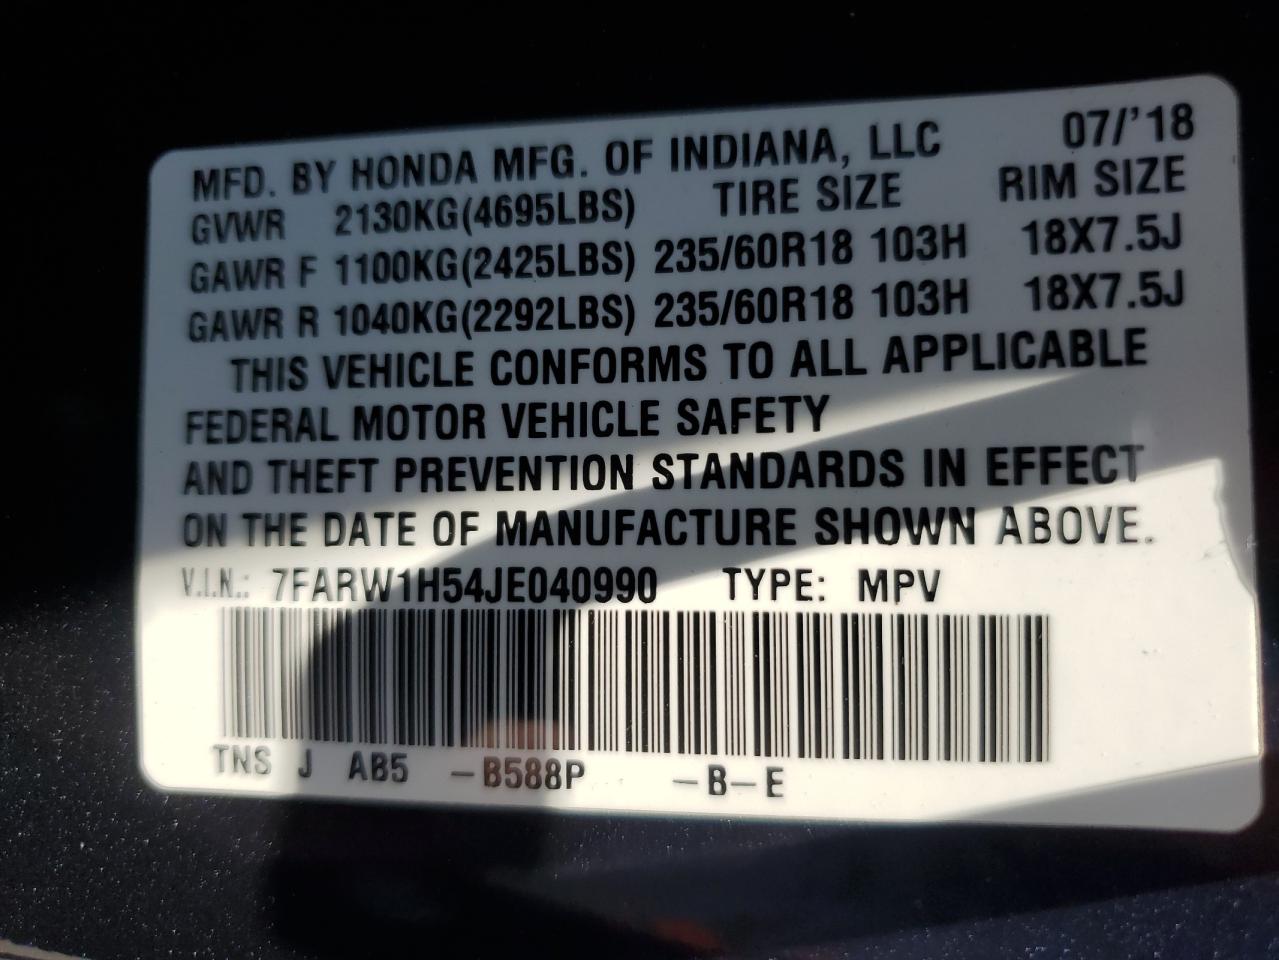 MFD. BY HONDA MFG. OF INDIANA, LLC 07/'18
GVWR 2130KG(4695LBS) TIRE SIZE RIM SIZE
GAWR F 1100KG(2425LBS) 235/60R18 103H 18X7.5J
GAWR R 1040KG(2292LBS) 235/60R18 103H 18X7.5J
THIS VEHICLE CONFORMS TO ALL APPLICABLE
FEDERAL MOTOR VEHICLE SAFETY
AND THEFT PREVENTION STANDARDS IN EFFECT
ON THE DATE OF MANUFACTURE SHOWN ABOVE.
V.I.N.: 7FARW1H54JE040990 TYPE: MPV
TNS J AB5 -B588P -B-E